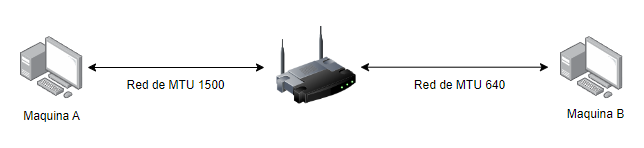 Red de MTU 1500
Red de MTU 640
Maquina A
Maquina B